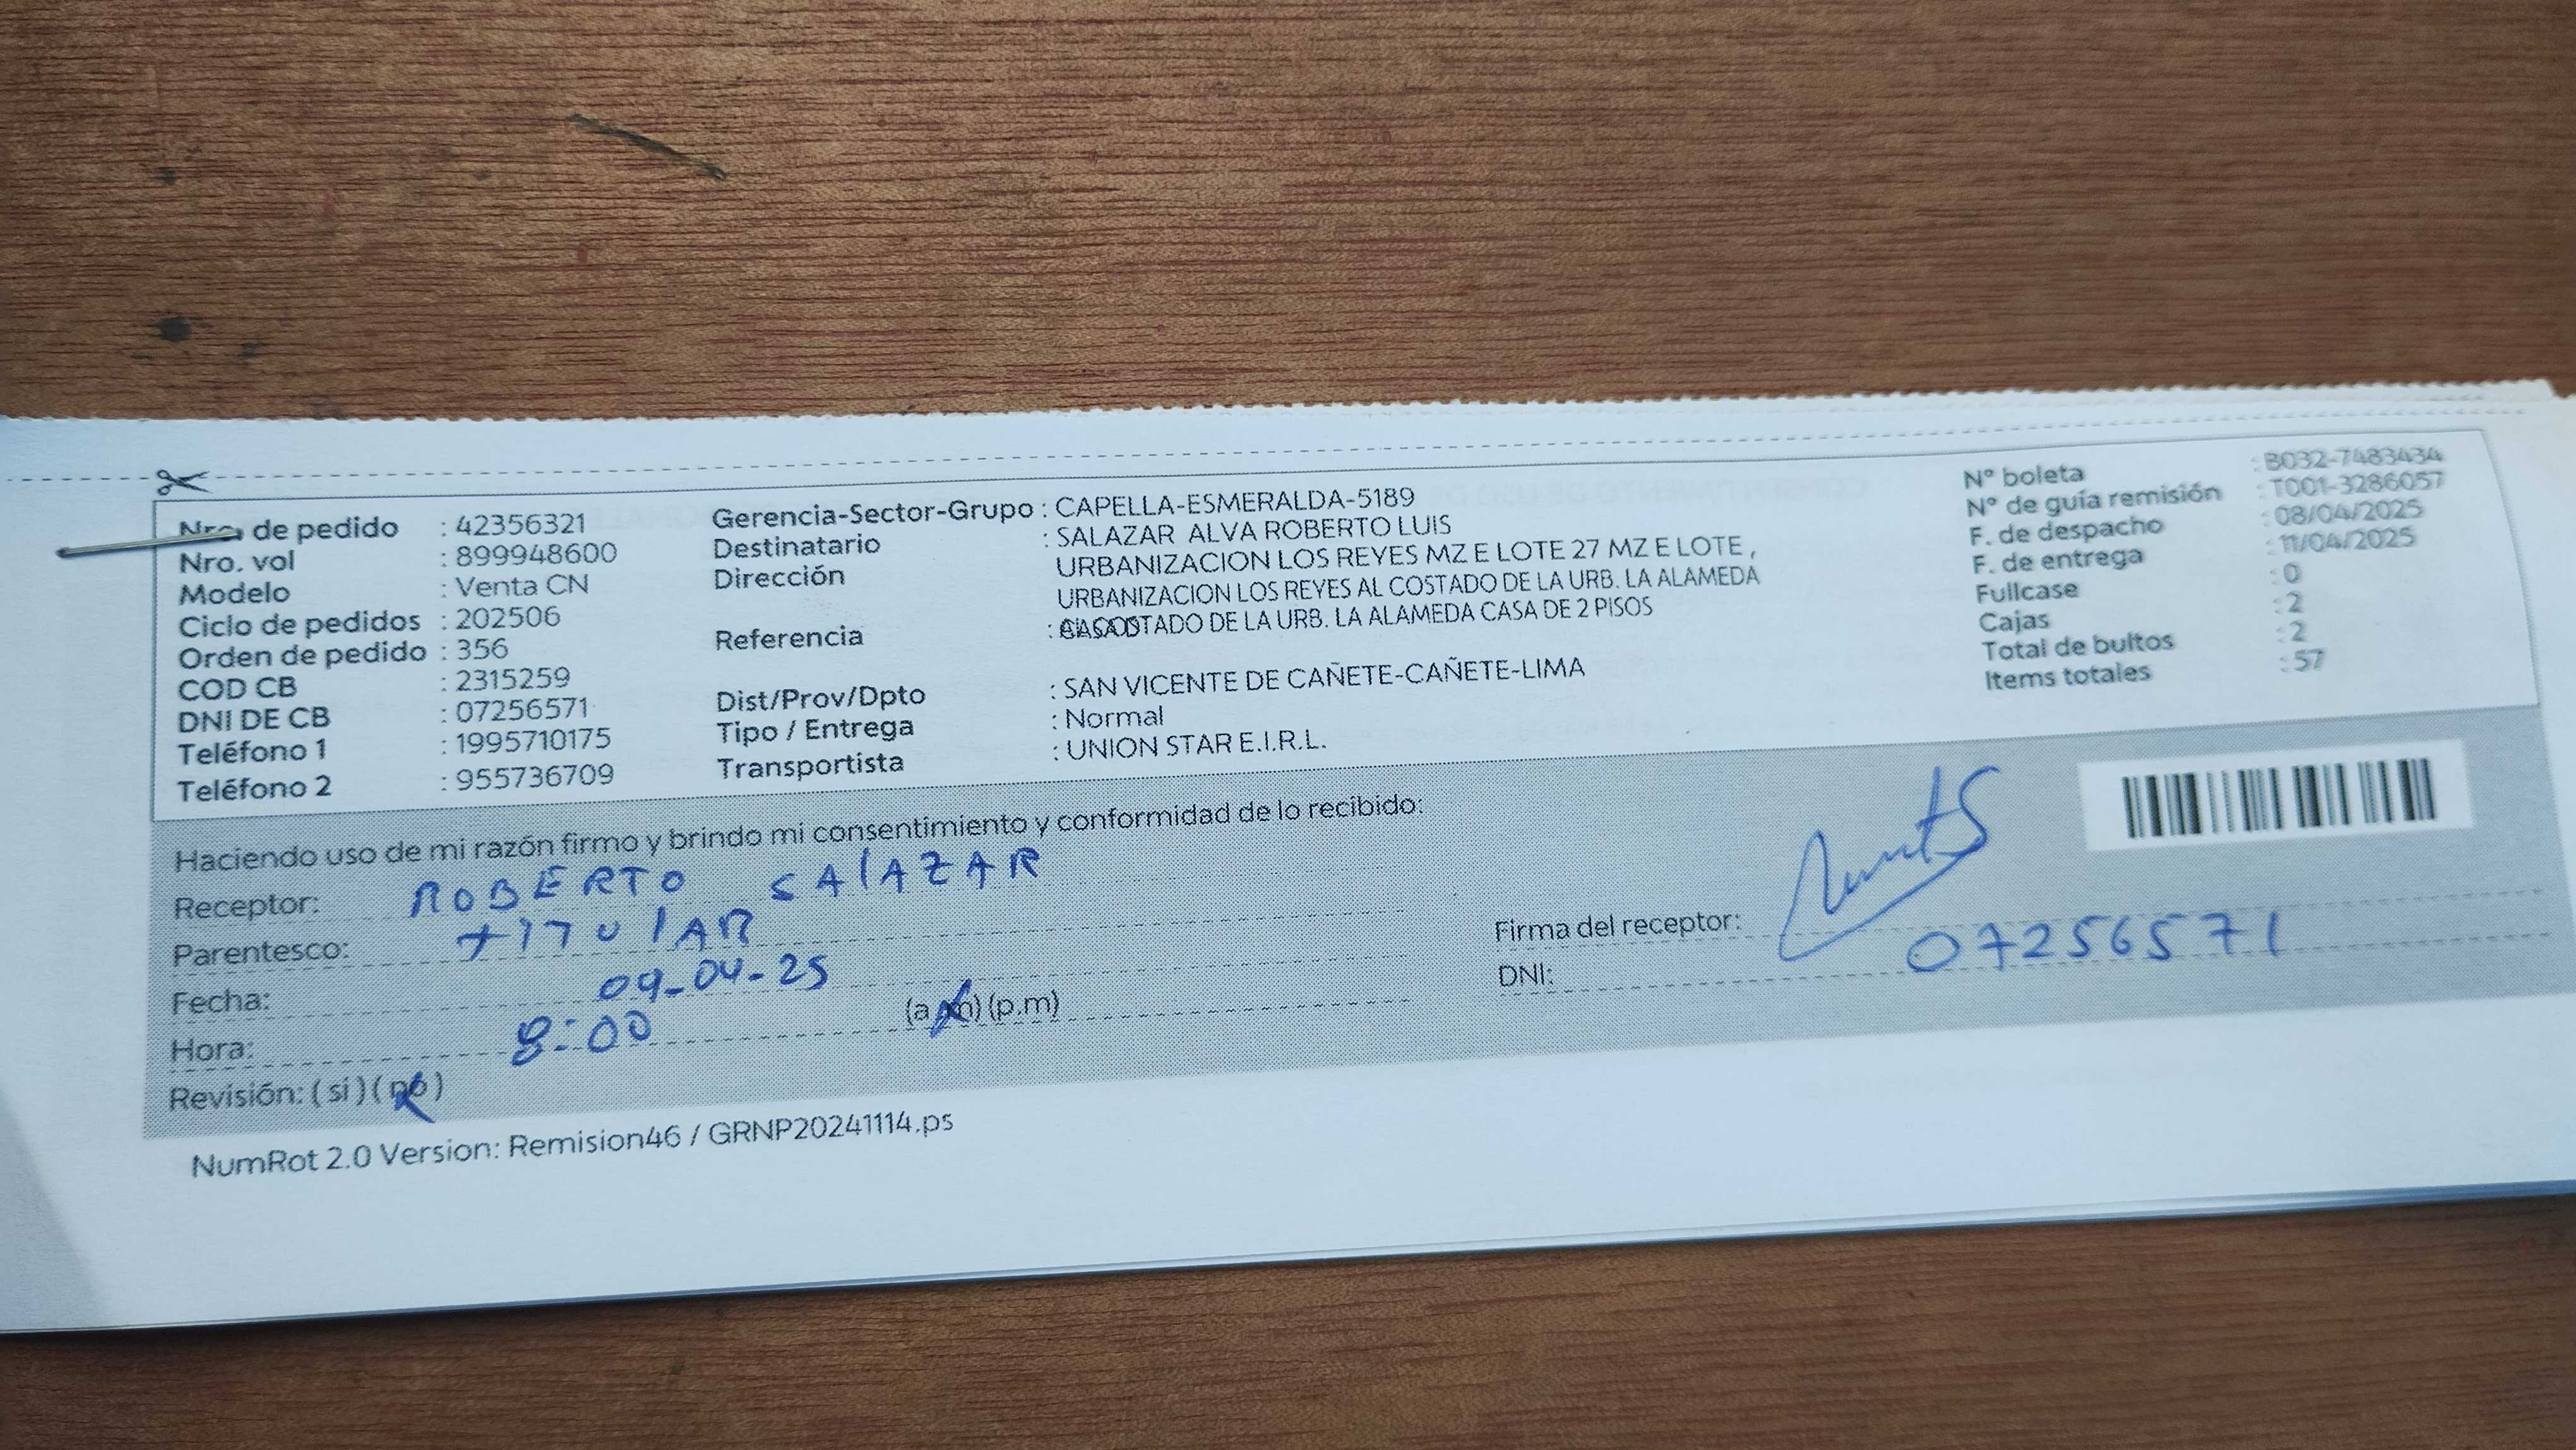 Nro. de pedido : 42356321
Nro. vol : 899948600
Modelo : Venta CN
Ciclo de pedidos : 202506
Orden de pedido : 356
COD CB : 2315259
DNI DE CB : 07256571
Teléfono 1 : 1995710175
Teléfono 2 : 955736709
Gerencia-Sector-Grupo : CAPELLA-ESMERALDA-5189
Destinatario : SALAZAR ALVA ROBERTO LUIS
Dirección URBANIZACION LOS REYES MZ E LOTE 27 MZ E LOTE ,
URBANIZACION LOS REYES AL COSTADO DE LA URB. LA ALAMEDA
Referencia : AL COSTADO DE LA URB. LA ALAMEDA CASA DE 2 PISOS
Dist/Prov/Dpto : SAN VICENTE DE CAÑETE-CAÑETE-LIMA
Tipo / Entrega : Normal
Transportista : UNION STAR E.I.R.L.
N° boleta : B032-7483434
N° de guía remisión : T001-3286057
F. de despacho : 08/04/2025
F. de entrega : 11/04/2025
Fullcase : 0
Cajas : 2
Total de bultos : 2
Items totales : 57
Haciendo uso de mi razón firmo y brindo mi consentimiento y conformidad de lo recibido:
Receptor: ROBERTO SAlAZAR
Parentesco: TITUlAR
Fecha: 09-04-25
Hora: 8:00 (a.m) (p.m)
Revisión: ( si ) ( no )
Firma del receptor:
DNI: 07256571
NumRot 2.0 Version: Remision46 / GRNP20241114.ps